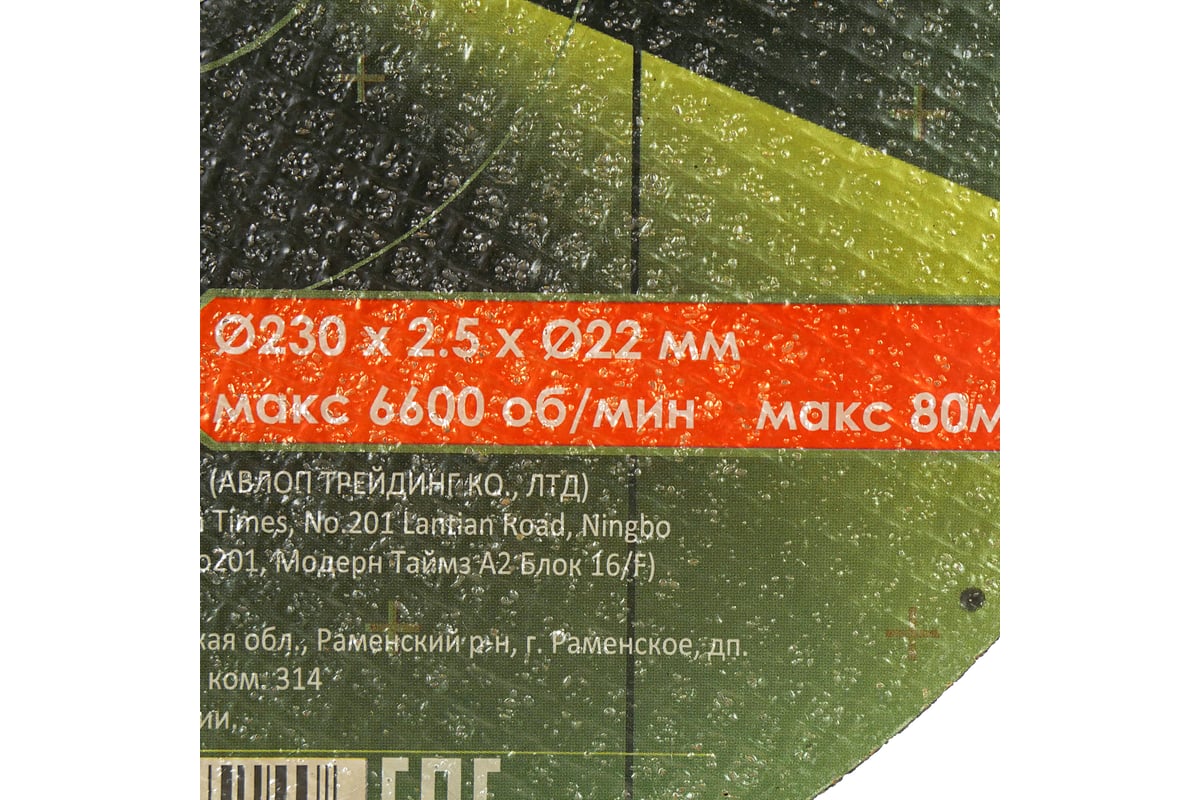 Ø230 x 2.5 x Ø22 мм
макс 6600 об/мин макс 80м
(АВЛОП ТРЕЙДИНГ КО., ЛТД)
Times, No.201 Lantian Road, Ningbo
o201, Модерн Таймз А2 Блок 16/F)
кая обл., Раменский р-н, г. Раменское, дп.
ком. 314
ии,